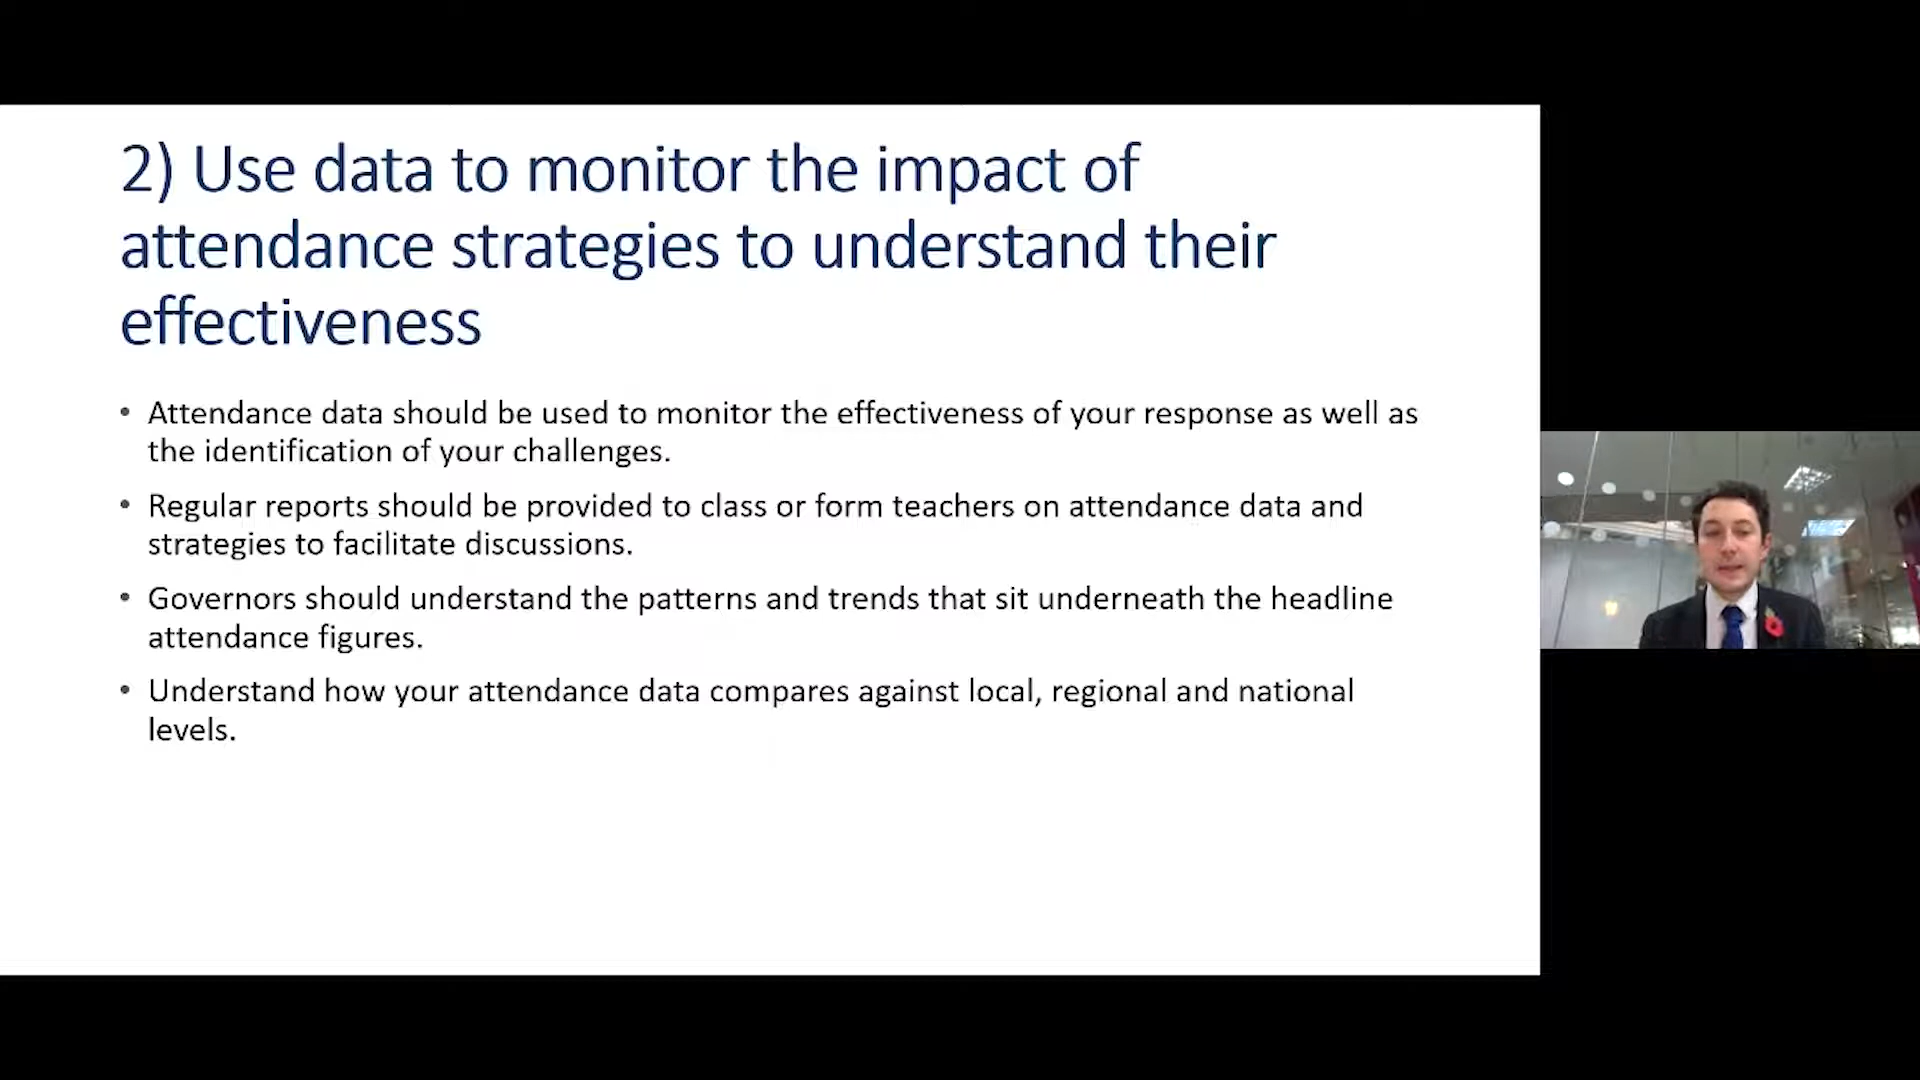 2) Use data to monitor the impact of
attendance strategies to understand their
effectiveness
• Attendance data should be used to monitor the effectiveness of your response as well as
the identification of your challenges.
• Regular reports should be provided to class or form teachers on attendance data and
strategies to facilitate discussions.
• Governors should understand the patterns and trends that sit underneath the headline
attendance figures.
• Understand how your attendance data compares against local, regional and national
levels.